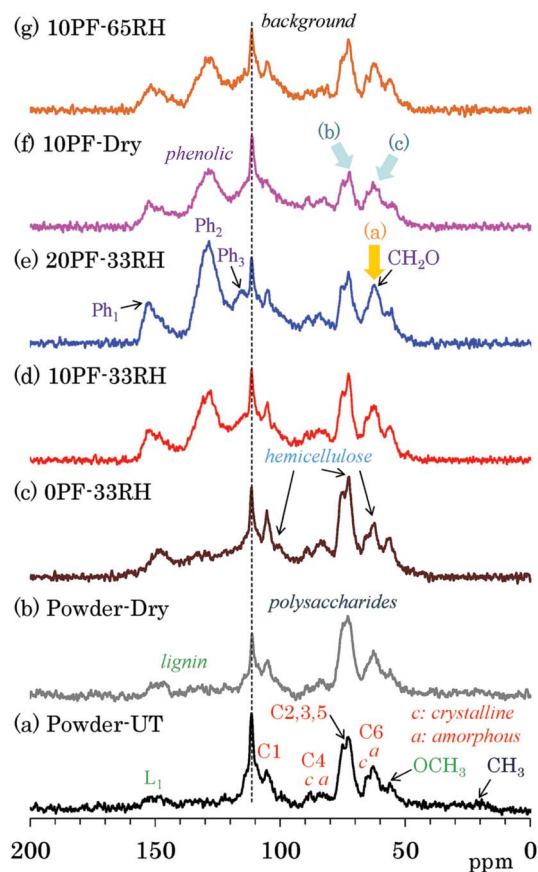 (g) 10PF-65RH
background
(f) 10PF-Dry
phenolic
(b)
(c)
(e) 20PF-33RH
Ph₁
Ph₂
Ph₃
(a)
CH₂O
(d) 10PF-33RH
hemicellulose
(c) 0PF-33RH
(b) Powder-Dry
polysaccharides
lignin
(a) Powder-UT
C2,3,5
c: crystalline
a: amorphous
C1
C4
c a
C6
a
c
L₁
OCH₃
CH₃
200 150 100 50 0
ppm